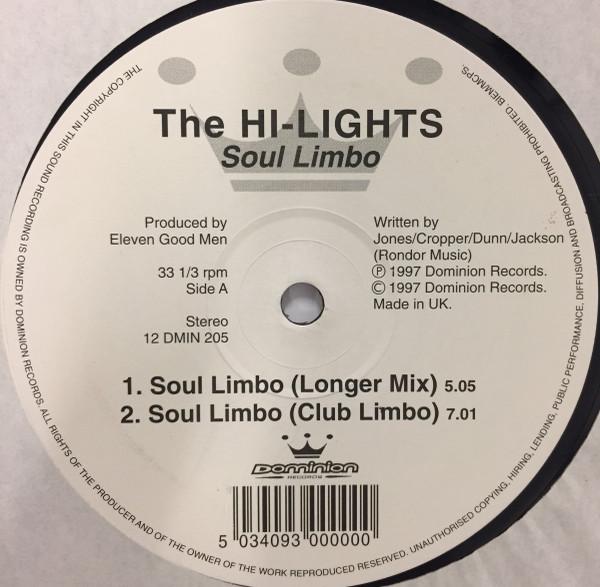 The HI-LIGHTS
Soul Limbo
Produced by
Eleven Good Men
33 1/3 rpm
Side A
Stereo
12 DMIN 205
Written by
Jones/Cropper/Dunn/Jackson
(Rondor Music)
℗ 1997 Dominion Records.
© 1997 Dominion Records.
Made in UK.
1. Soul Limbo (Longer Mix) 5.05
2. Soul Limbo (Club Limbo) 7.01
Dominion
RECORDS
5 034093 000000
THE COPYRIGHT IN THIS SOUND RECORDING IS OWNED BY DOMINION RECORDS. ALL RIGHTS OF THE PRODUCER AND OF THE OWNER OF THE WORK REPRODUCED RESERVED. UNAUTHORISED COPYING, HIRING, LENDING, PUBLIC PERFORMANCE, DIFFUSION AND BROADCASTING PROHIBITED. BIEM/MCPS.